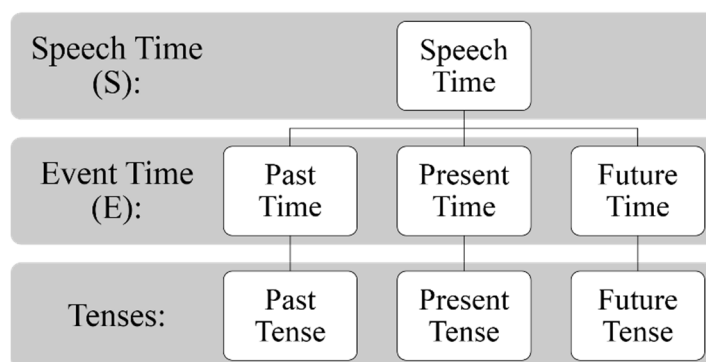 Speech Time
(S):
Speech
Time
Event Time
(E):
Past
Time
Present
Time
Future
Time
Tenses:
Past
Tense
Present
Tense
Future
Tense